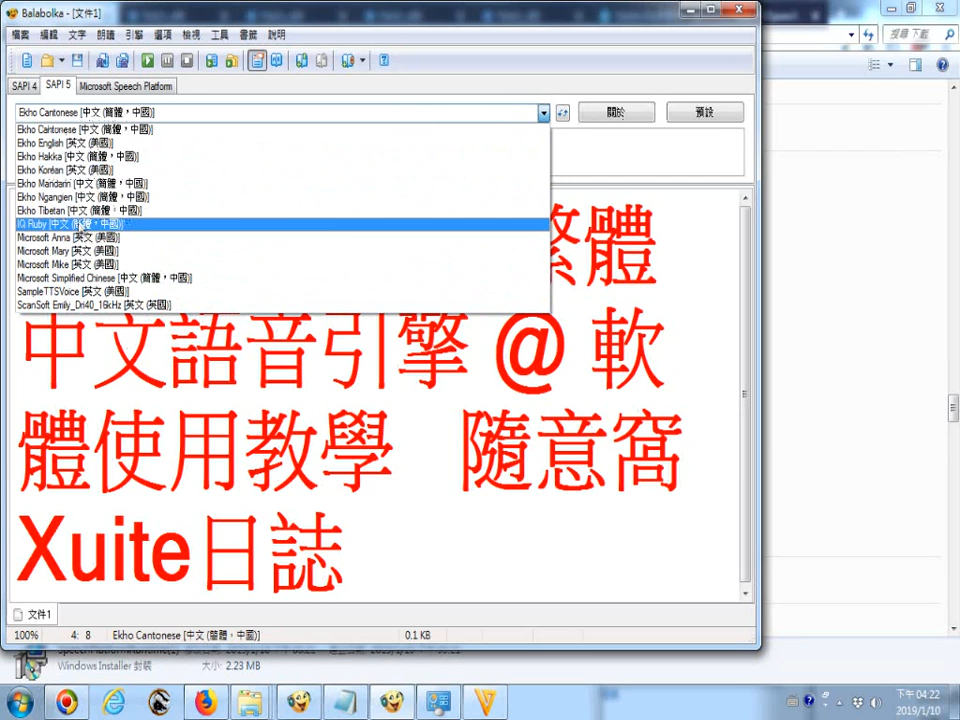 Balabolka - [文件1]
檔案 編輯 文字 朗讀 引擎 選項 檢視 工具 書籤 說明
搜尋 下載
SAPI 4 SAPI 5 Microsoft Speech Platform
Ekho Cantonese [中文 (簡體，中國)]
關於 預設
Ekho Cantonese [中文 (簡體，中國)]
Ekho English [英文 (美國)]
Ekho Hakka [中文 (簡體，中國)]
Ekho Korean [英文 (美國)]
Ekho Mandarin [中文 (簡體，中國)]
Ekho Ngangien [中文 (簡體，中國)]
Ekho Tibetan [中文 (簡體，中國)]
IQ Ruby [中文 (簡體，中國)]
Microsoft Anna [英文 (美國)]
Microsoft Mary [英文 (美國)]
Microsoft Mike [英文 (美國)]
Microsoft Simplified Chinese [中文 (簡體，中國)]
SampleTTSVoice [英文 (美國)]
ScanSoft Emily_Dri40_16kHz [英文 (英國)]
繁體
中文語音引擎 @ 軟
體使用教學 隨意窩
Xuite日誌
文件1
100% 4: 8 Ekho Cantonese [中文 (簡體，中國)] 0.1 KB
Windows Installer 封裝 大小: 2.23 MB
下午 04:22
2019/1/10